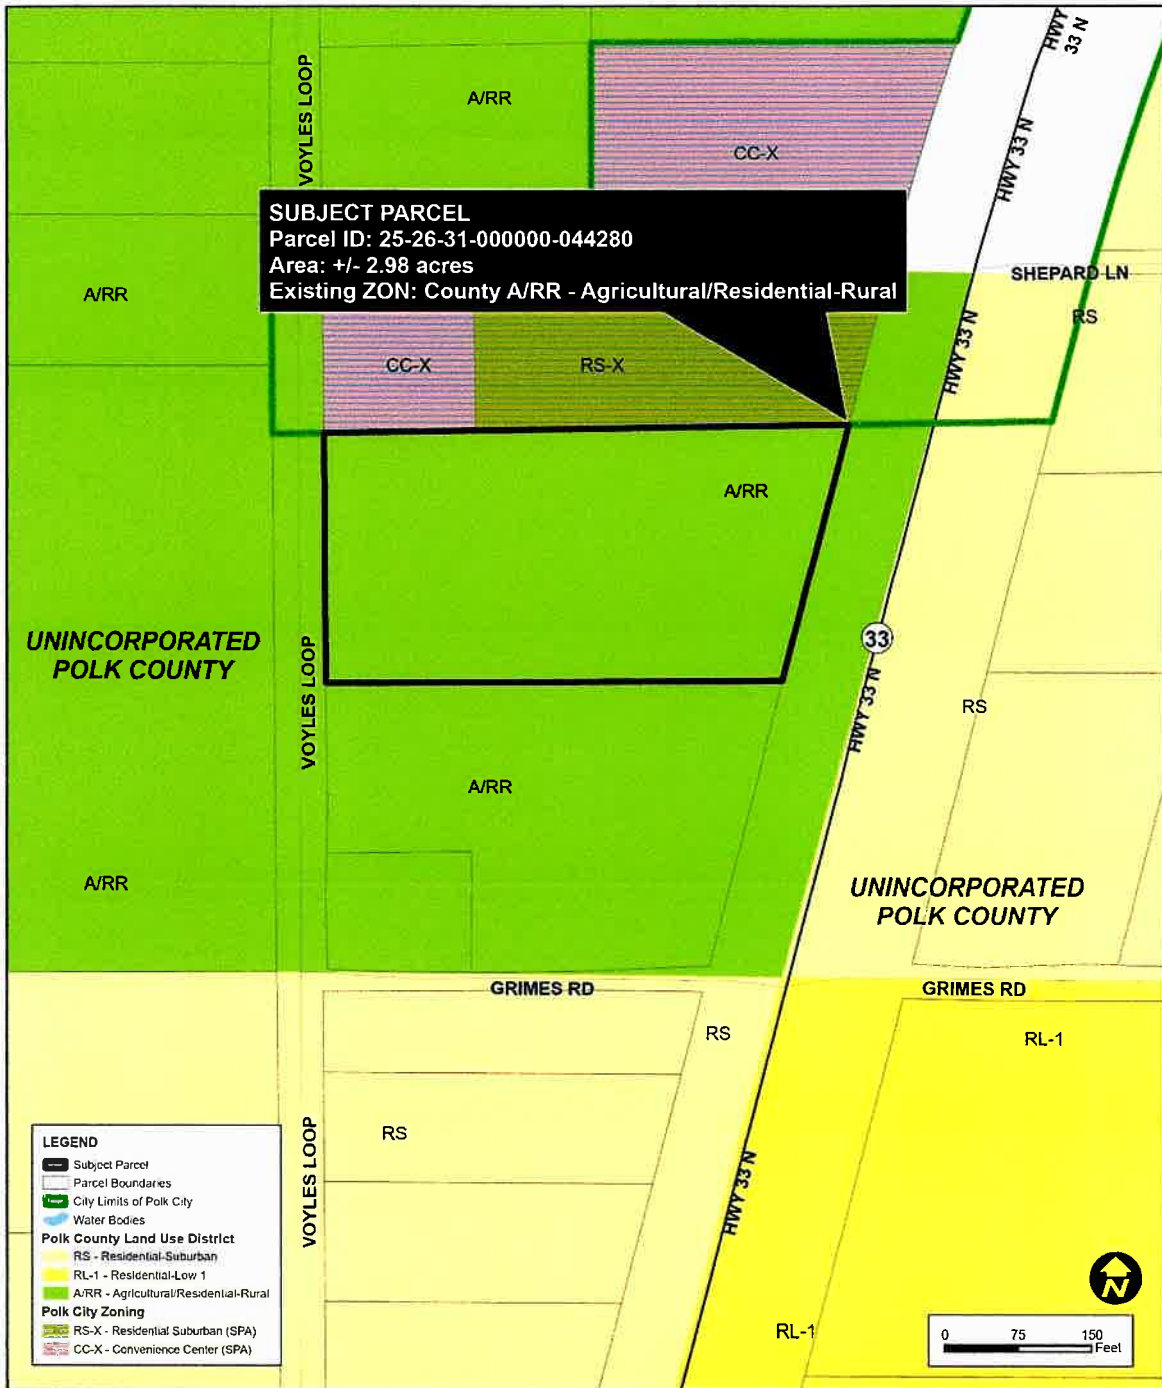 HWY
33 N
VOYLES LOOP
A/RR
CC-X
HWY 33 N
SUBJECT PARCEL
Parcel ID: 25-26-31-000000-044280
Area: +/- 2.98 acres
Existing ZON: County A/RR - Agricultural/Residential-Rural
SHEPARD LN
A/RR
RS
HWY 33 N
CC-X
RS-X
A/RR
UNINCORPORATED
POLK COUNTY
33
VOYLES LOOP
HWY 33 N
RS
A/RR
A/RR
UNINCORPORATED
POLK COUNTY
GRIMES RD
GRIMES RD
RS
RL-1
RS
VOYLES LOOP
HWY 33 N
RL-1
LEGEND
Subject Parcel
Parcel Boundaries
City Limits of Polk City
Water Bodies
Polk County Land Use District
RS - Residential-Suburban
RL-1 - Residential-Low 1
A/RR - Agricultural/Residential-Rural
Polk City Zoning
RS-X - Residential Suburban (SPA)
CC-X - Convenience Center (SPA)
N
0 75 150
Feet